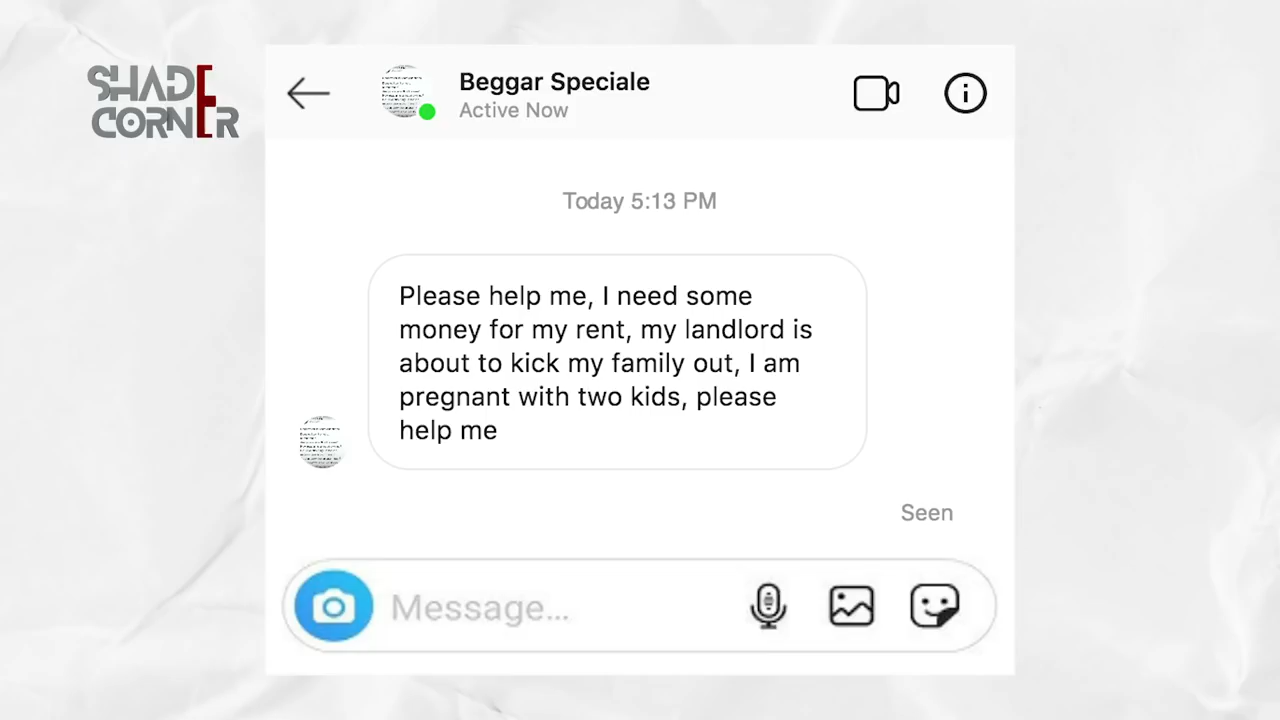 SHADE
CORNER
Beggar Speciale
Active Now
Today 5:13 PM
Please help me, I need some
money for my rent, my landlord is
about to kick my family out, I am
pregnant with two kids, please
help me
Seen
Message...